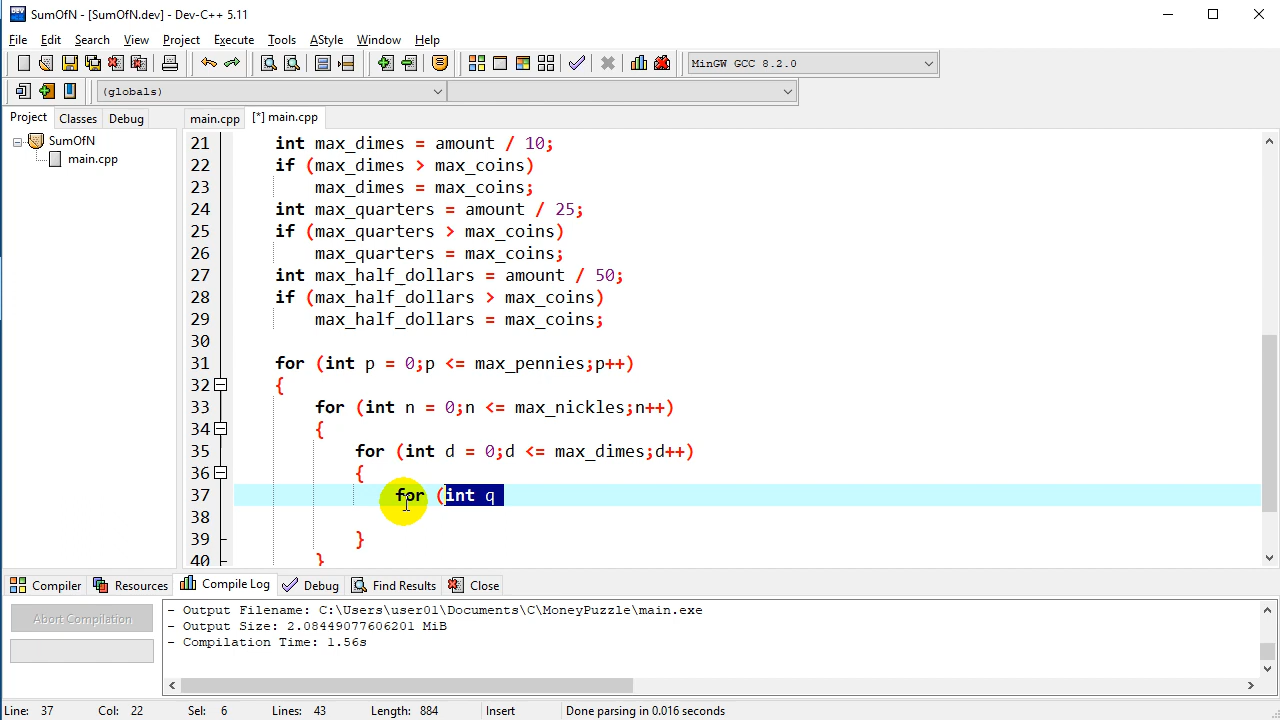 SumOfN - [SumOfN.dev] - Dev-C++ 5.11
File Edit Search View Project Execute Tools AStyle Window Help
MinGW GCC 8.2.0
(globals)
Project Classes Debug
main.cpp [*] main.cpp
SumOfN
main.cpp
21 int max_dimes = amount / 10;
22 if (max_dimes > max_coins)
23 max_dimes = max_coins;
24 int max_quarters = amount / 25;
25 if (max_quarters > max_coins)
26 max_quarters = max_coins;
27 int max_half_dollars = amount / 50;
28 if (max_half_dollars > max_coins)
29 max_half_dollars = max_coins;
30
31 for (int p = 0;p <= max_pennies;p++)
32 {
33 for (int n = 0;n <= max_nickles;n++)
34 {
35 for (int d = 0;d <= max_dimes;d++)
36 {
37 for (int q
38
39 }
40 }
Compiler Resources Compile Log Debug Find Results Close
Abort Compilation
- Output Filename: C:\Users\user01\Documents\C\MoneyPuzzle\main.exe
- Output Size: 2.08449077606201 MiB
- Compilation Time: 1.56s
Line: 37 Col: 22 Sel: 6 Lines: 43 Length: 884 Insert Done parsing in 0.016 seconds